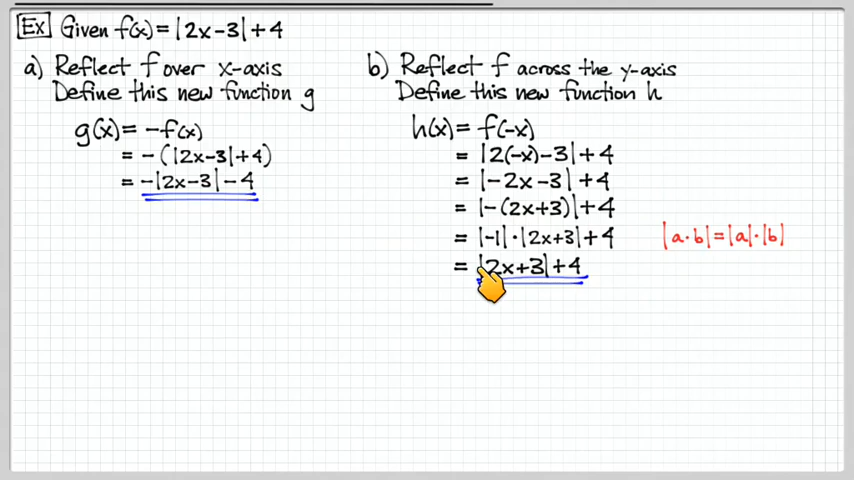 Ex Given f(x) = |2x-3| + 4
a) Reflect f over x-axis
Define this new function g
g(x) = -f(x)
= -(|2x-3|+4)
= -|2x-3| - 4
b) Reflect f across the y-axis
Define this new function h
h(x) = f(-x)
= |2(-x)-3| + 4
= |-2x-3| + 4
= |-(2x+3)| + 4
= |-1|·|2x+3| + 4
|a·b| = |a|·|b|
= |2x+3| + 4